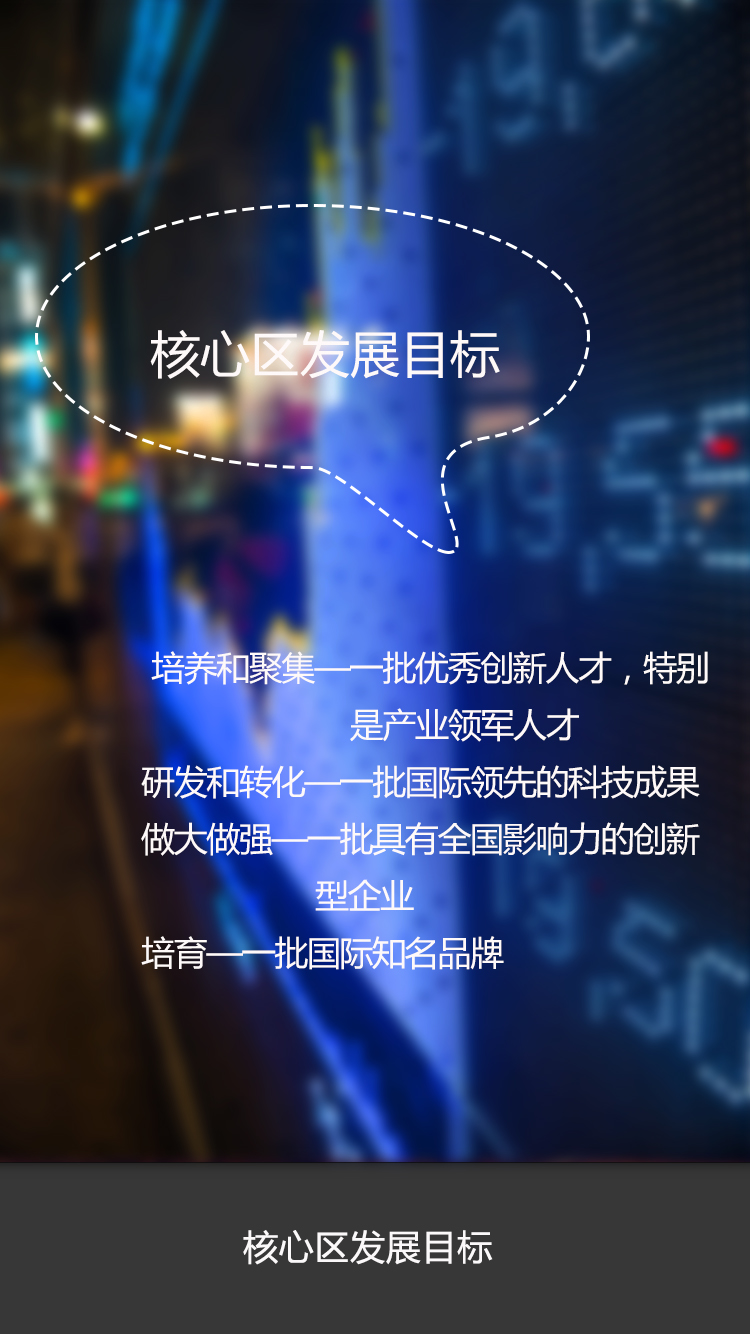 核心区发展目标
培养和聚集—一批优秀创新人才，特别
是产业领军人才
研发和转化—一批国际领先的科技成果
做大做强—一批具有全国影响力的创新
型企业
培育—一批国际知名品牌
核心区发展目标